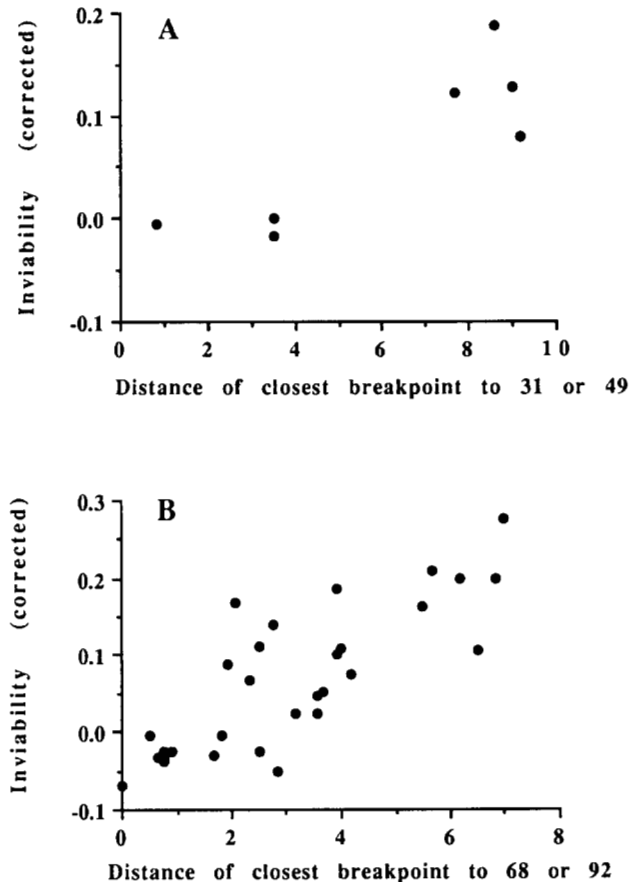 A
Inviability (corrected)
0.2
0.1
0.0
-0.1
0 2 4 6 8 10
Distance of closest breakpoint to 31 or 49
B
Inviability (corrected)
0.3
0.2
0.1
0.0
-0.1
0 2 4 6 8
Distance of closest breakpoint to 68 or 92